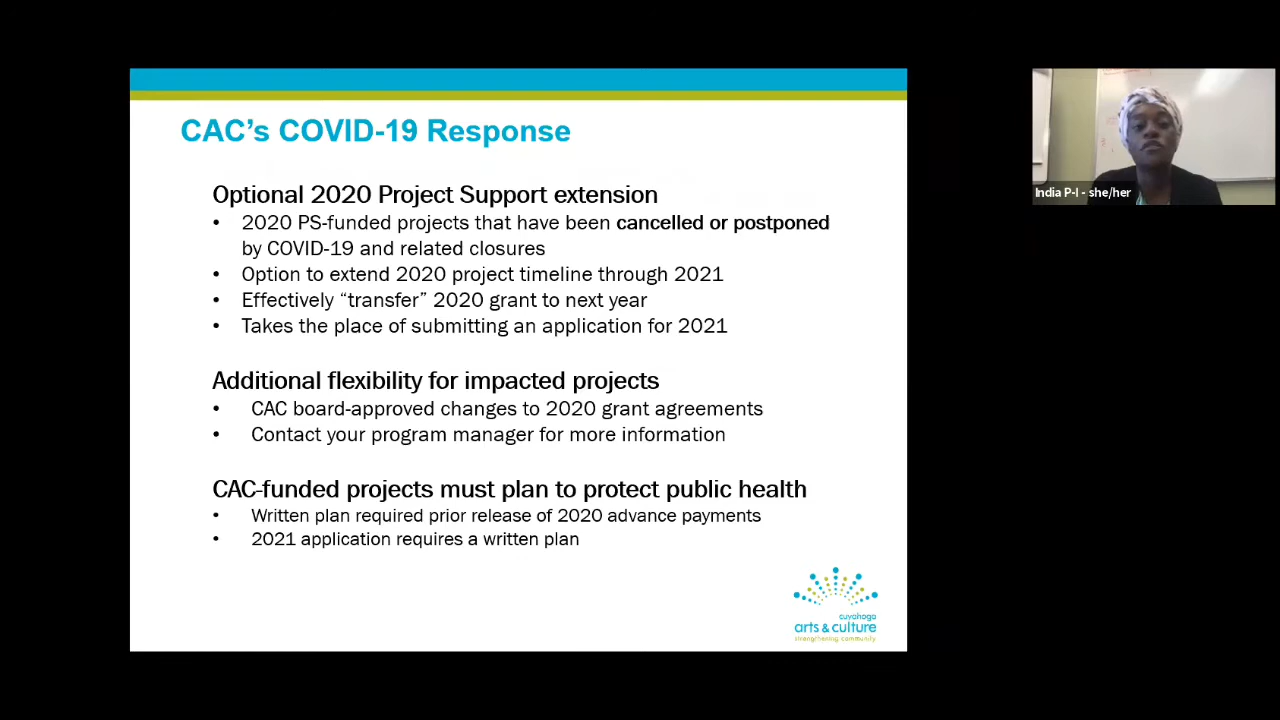 CAC's COVID-19 Response
Optional 2020 Project Support extension
• 2020 PS-funded projects that have been cancelled or postponed
by COVID-19 and related closures
• Option to extend 2020 project timeline through 2021
• Effectively “transfer” 2020 grant to next year
• Takes the place of submitting an application for 2021
Additional flexibility for impacted projects
• CAC board-approved changes to 2020 grant agreements
• Contact your program manager for more information
CAC-funded projects must plan to protect public health
• Written plan required prior release of 2020 advance payments
• 2021 application requires a written plan
cuyahoga
arts & culture
strengthening community
India P-I - she/her